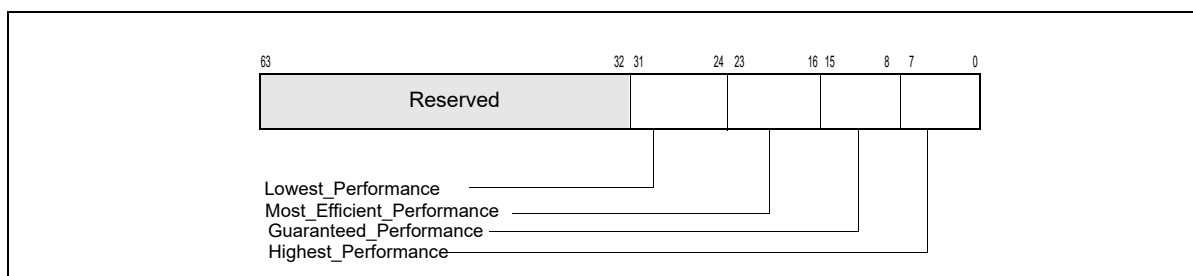 63 32 31 24 23 16 15 8 7 0
Reserved
Lowest_Performance
Most_Efficient_Performance
Guaranteed_Performance
Highest_Performance